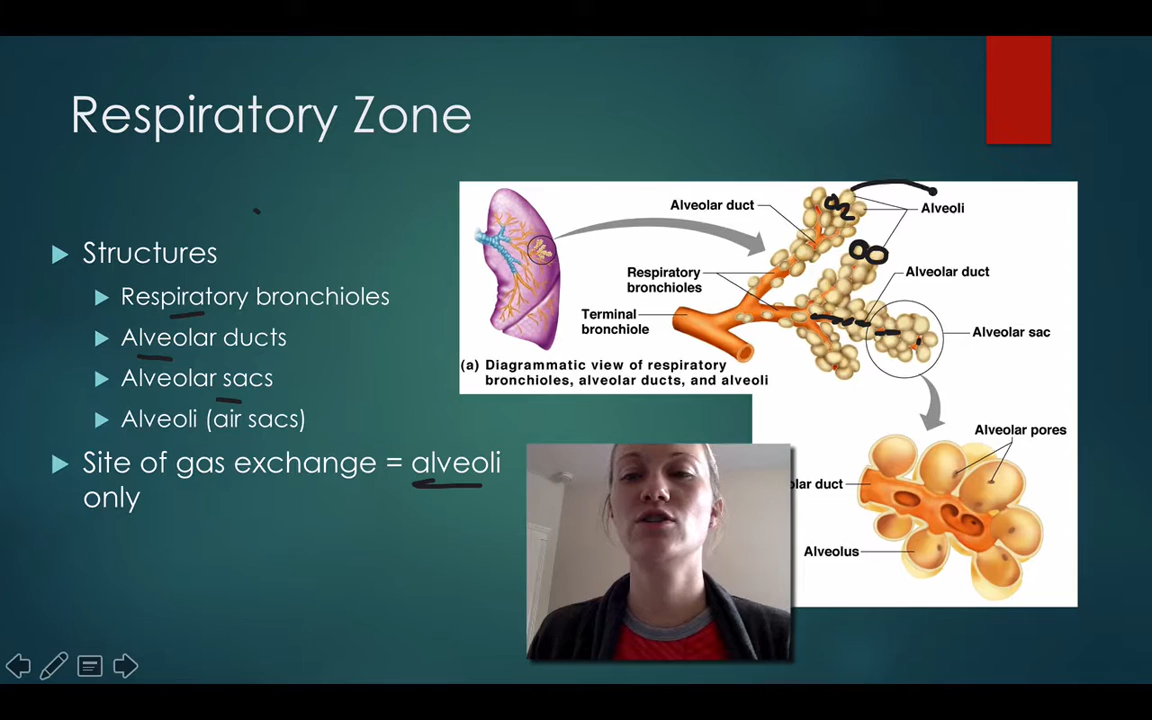 Respiratory Zone
Structures
Respiratory bronchioles
Alveolar ducts
Alveolar sacs
Alveoli (air sacs)
Site of gas exchange = alveoli
only
Alveolar duct
Alveoli
Respiratory
bronchioles
Alveolar duct
Terminal
bronchiole
Alveolar sac
(a) Diagrammatic view of respiratory
bronchioles, alveolar ducts, and alveoli
Alveolar pores
olar duct
Alveolus